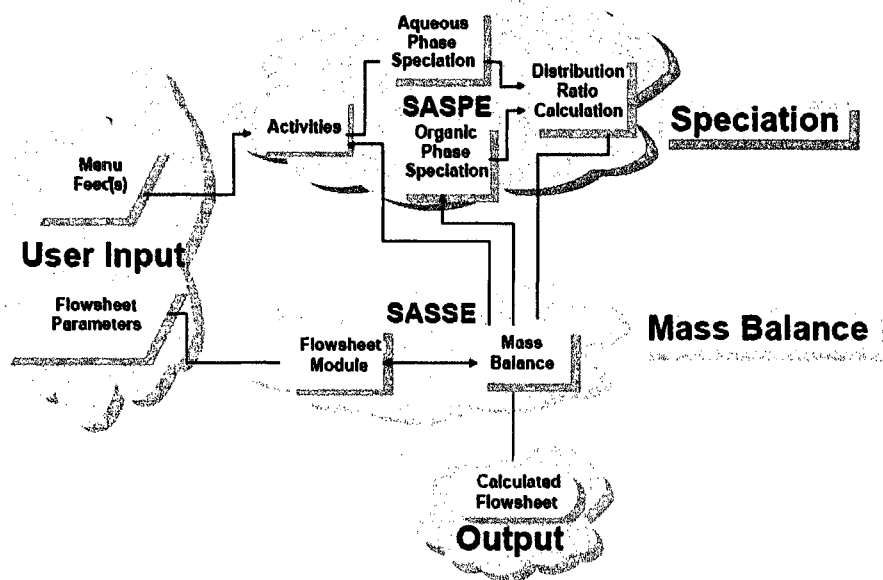 Aqueous
Phase
Speciation
Distribution
Ratio
Calculation
SASPE
Activities
Organic
Phase
Speciation
Speciation
Menu
Feed(s)
User Input
Flowsheet
Parameters
SASSE
Flowsheet
Module
Mass
Balance
Mass Balance
Calculated
Flowsheet
Output